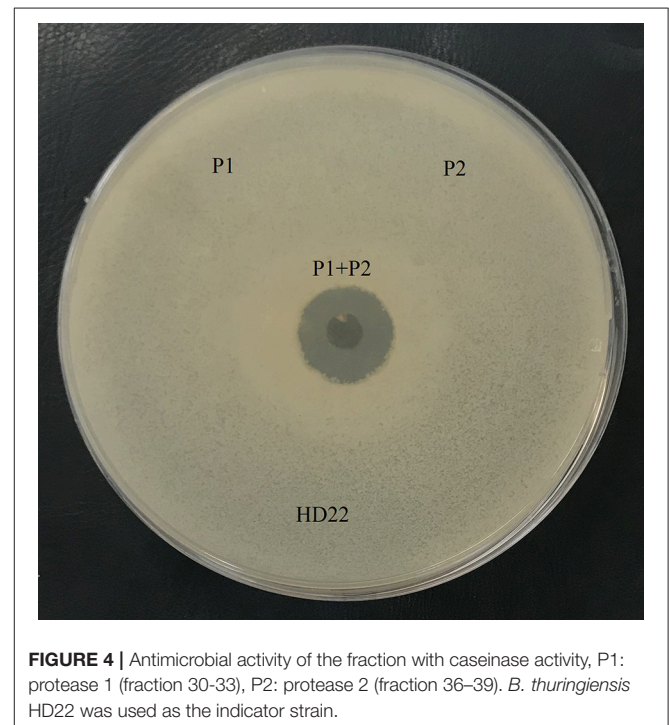 P1
P2
P1+P2
HD22
FIGURE 4 | Antimicrobial activity of the fraction with caseinase activity, P1:
protease 1 (fraction 30-33), P2: protease 2 (fraction 36–39). B. thuringiensis
HD22 was used as the indicator strain.